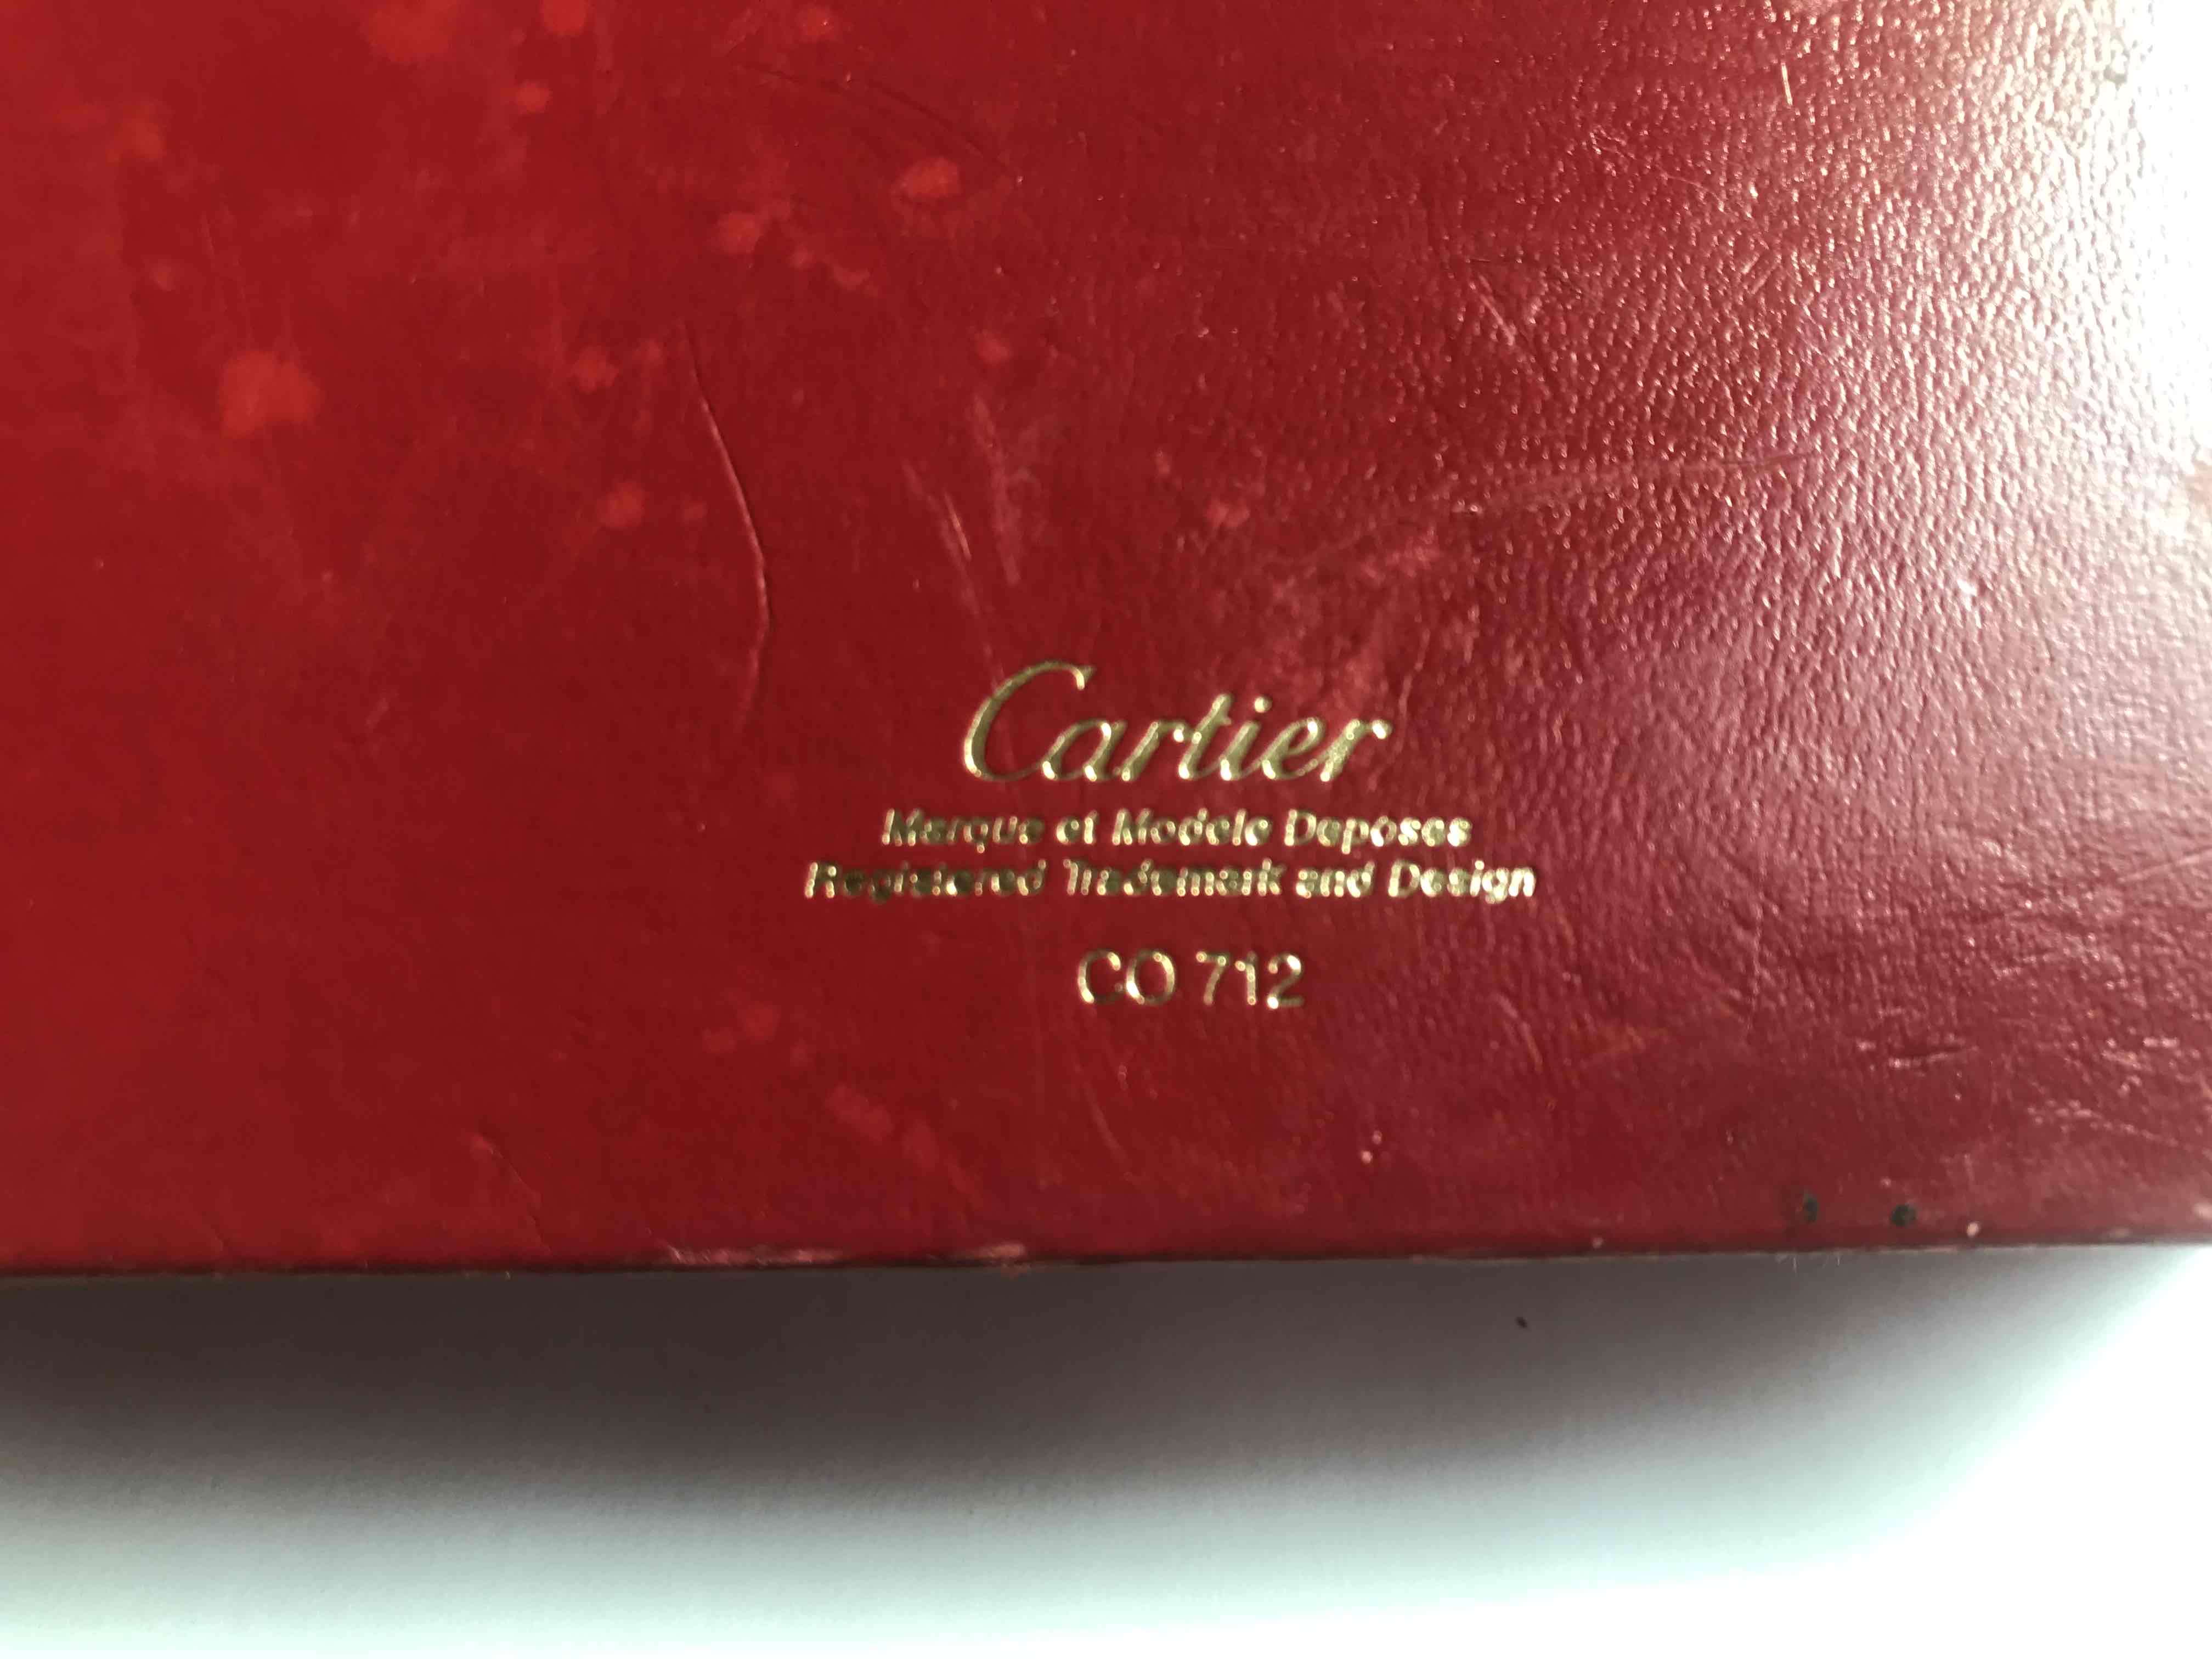 Cartier
Marque et Modele Deposes
Registered Trademark and Design
CO 712